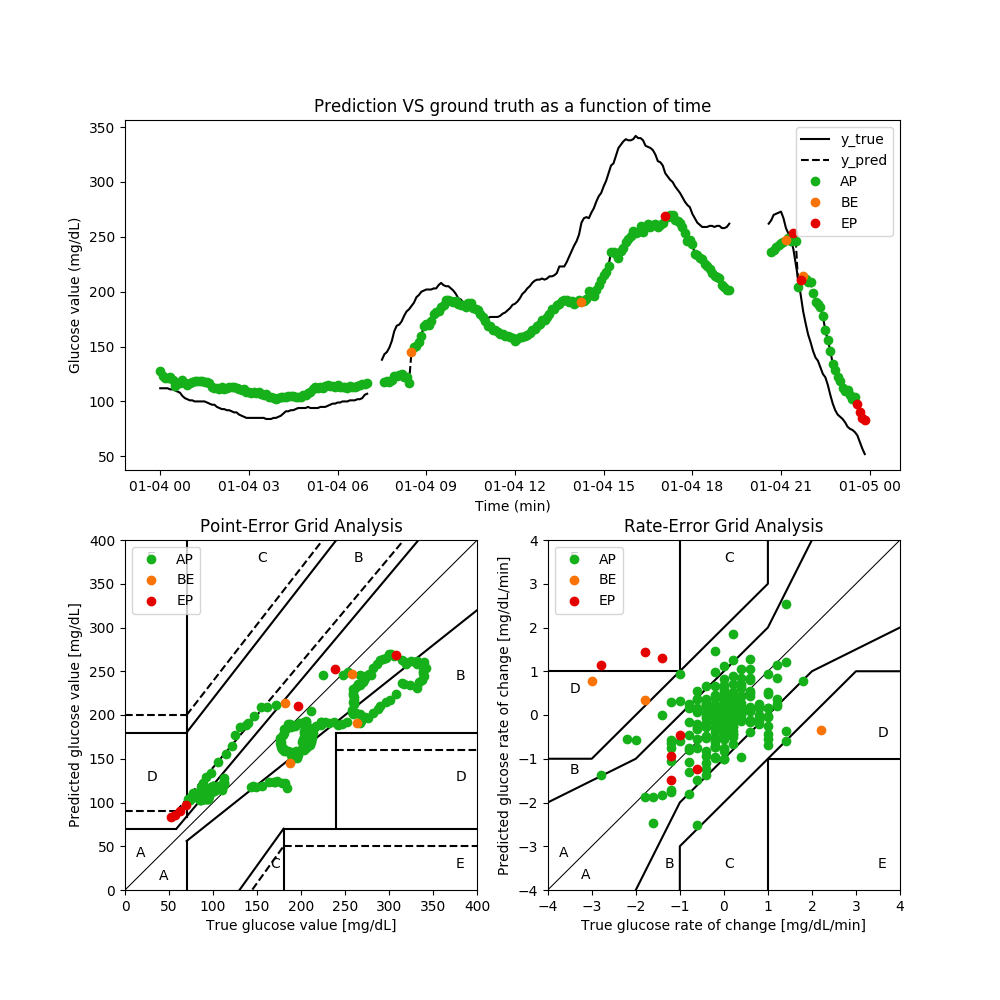 Prediction VS ground truth as a function of time
Glucose value (mg/dL)
350
300
250
200
150
100
50
y_true
y_pred
AP
BE
EP
01-04 00 01-04 03 01-04 06 01-04 09 01-04 12 01-04 15 01-04 18 01-04 21 01-05 00
Time (min)
Point-Error Grid Analysis
Predicted glucose value [mg/dl]
400
350
300
250
200
150
100
50
0
AP
BE
EP
C
B
B
D
D
A
A
C
E
0 50 100 150 200 250 300 350 400
True glucose value [mg/dL]
Rate-Error Grid Analysis
Predicted glucose rate of change [mg/dL/min]
4
3
2
1
0
−1
−2
−3
−4
AP
BE
EP
C
D
D
B
A
A
B
C
E
−4 −3 −2 −1 0 1 2 3 4
True glucose rate of change [mg/dL/min]